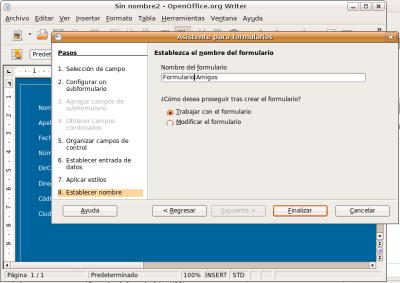 Sin nombre2 - OpenOffice.org Writer
Archivo Editar Ver Insertar Formato Tabla Herramientas Ventana Ayuda
Asistente para formularios
Pasos
1. Selección de campo
2. Configurar un
subformulario
3. Agregar campos de
subformulario
4. Obtener campos
combinados
5. Organizar campos de
control
6. Establecer entrada de
datos
7. Aplicar estilos
8. Establecer nombre
Establezca el nombre del formulario
Nombre del formulario
FormularioAmigos
¿Cómo desea proseguir tras crear el formulario?
Trabajar con el formulario
Modificar el formulario
Ayuda
< Regresar
Siguiente >
Finalizar
Cancelar
Predet
Nom
Apel
Fech
Núm
DirC
Direc
Códi
Ciud
Página 1 / 1
Predeterminado
100%
INSERT
STD